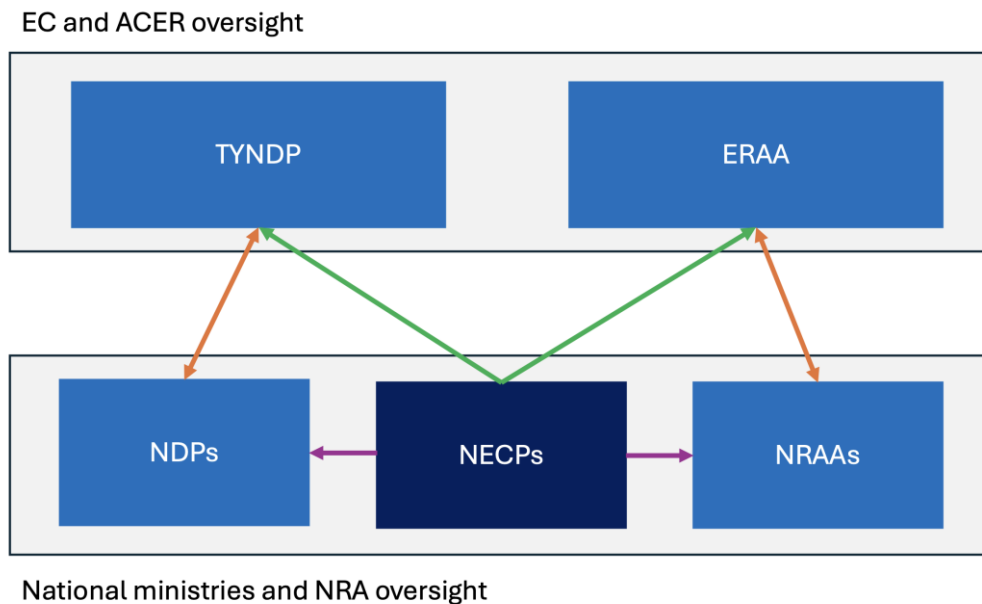 EC and ACER oversight
TYNDP
ERAA
NDPs
NECPs
NRAAs
National ministries and NRA oversight